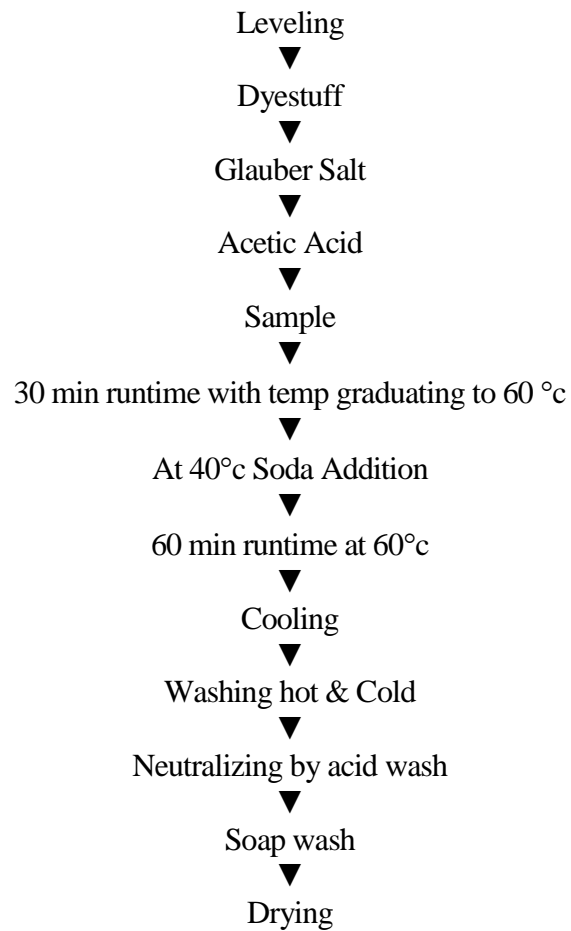 Leveling
Dyestuff
Glauber Salt
Acetic Acid
Sample
30 min runtime with temp graduating to 60 °c
At 40°c Soda Addition
60 min runtime at 60°c
Cooling
Washing hot & Cold
Neutralizing by acid wash
Soap wash
Drying